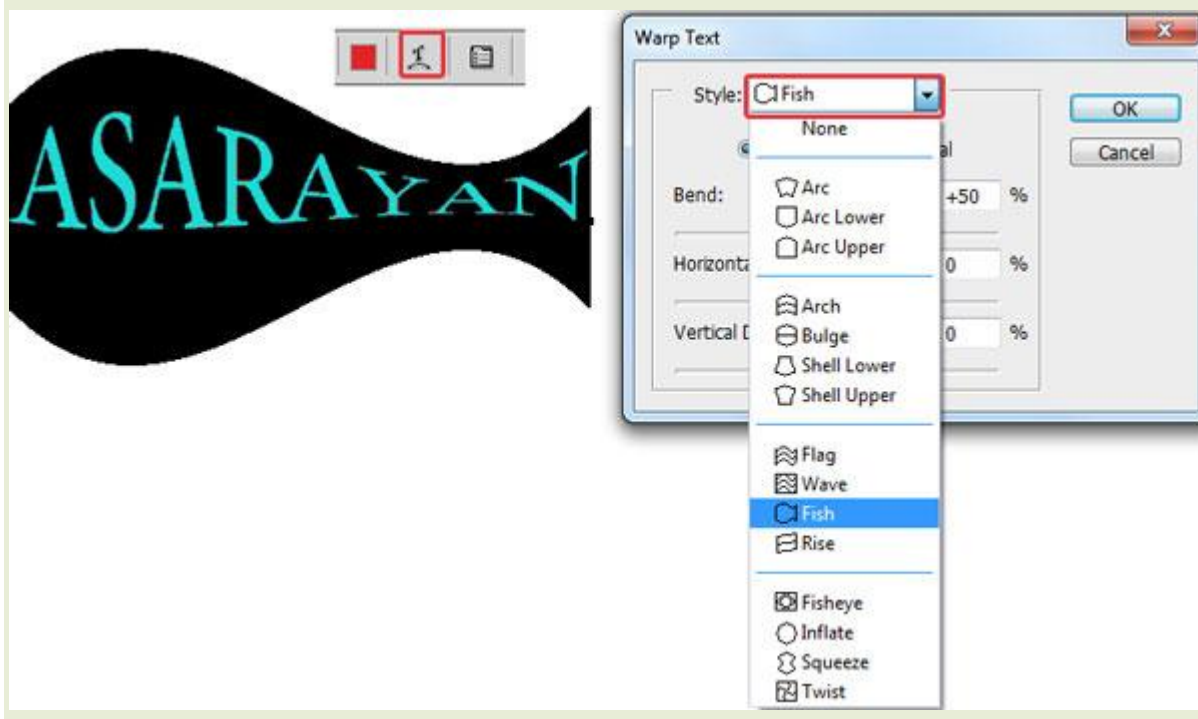 ASARAYAN
Warp Text
Style: Fish
OK
None
Cancel
Bend: +50 %
Arc
Arc Lower
Arc Upper
Horizonta 0 %
Arch
Bulge
Vertical D 0 %
Shell Lower
Shell Upper
Flag
Wave
Fish
Rise
Fisheye
Inflate
Squeeze
Twist